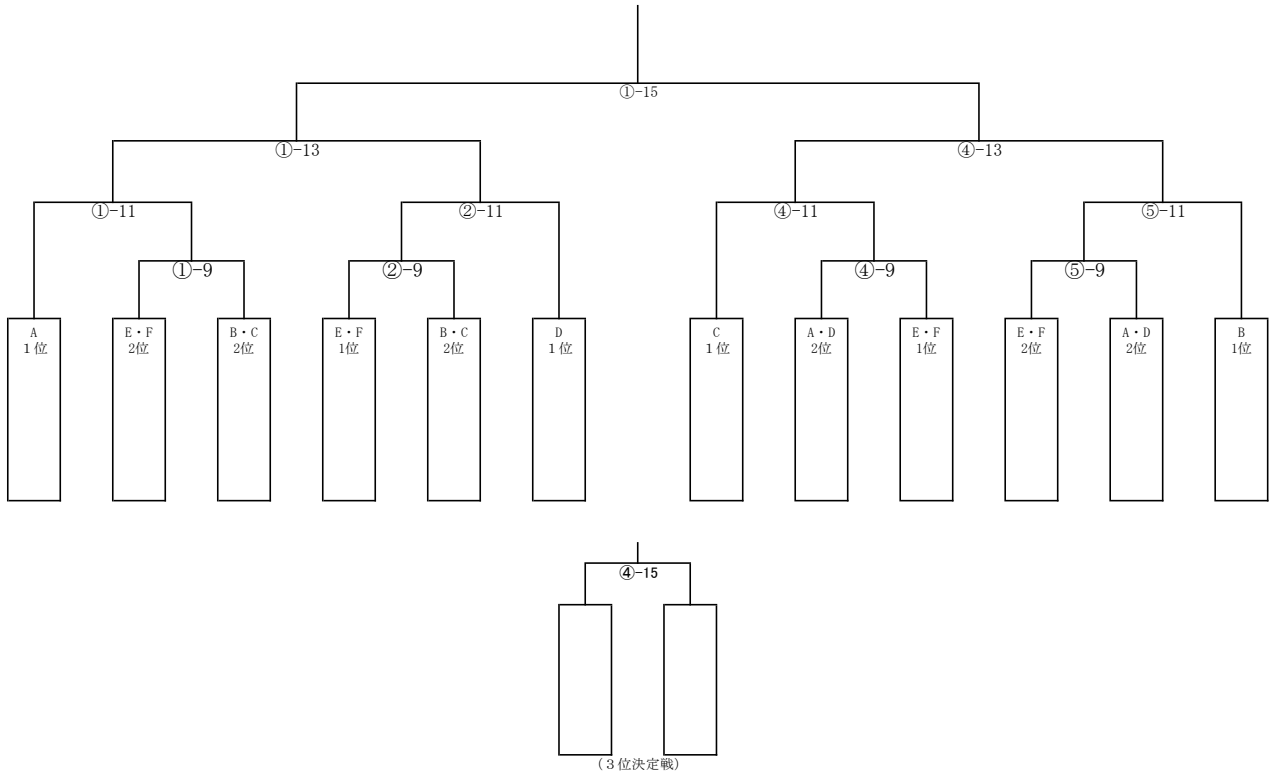 ①-15
①-13
④-13
①-11
②-11
④-11
⑤-11
①-9
②-9
④-9
⑤-9
A
１位
E・F
2位
B・C
2位
E・F
1位
B・C
2位
D
１位
C
１位
A・D
2位
E・F
1位
E・F
2位
A・D
2位
B
1位
④-15
(３位決定戦)